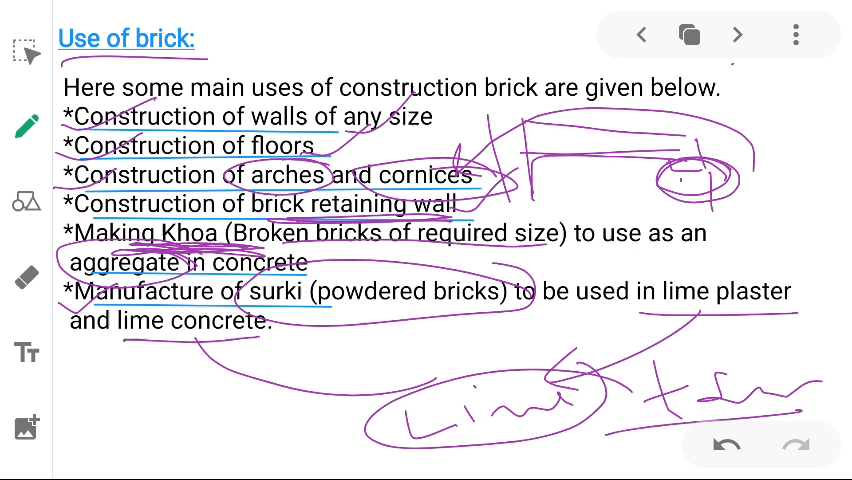 Use of brick:
Here some main uses of construction brick are given below.
*Construction of walls of any size
*Construction of floors
*Construction of arches and cornices
*Construction of brick retaining wall
*Making Khoa (Broken bricks of required size) to use as an
aggregate in concrete
*Manufacture of surki (powdered bricks) to be used in lime plaster
and lime concrete.
Lime